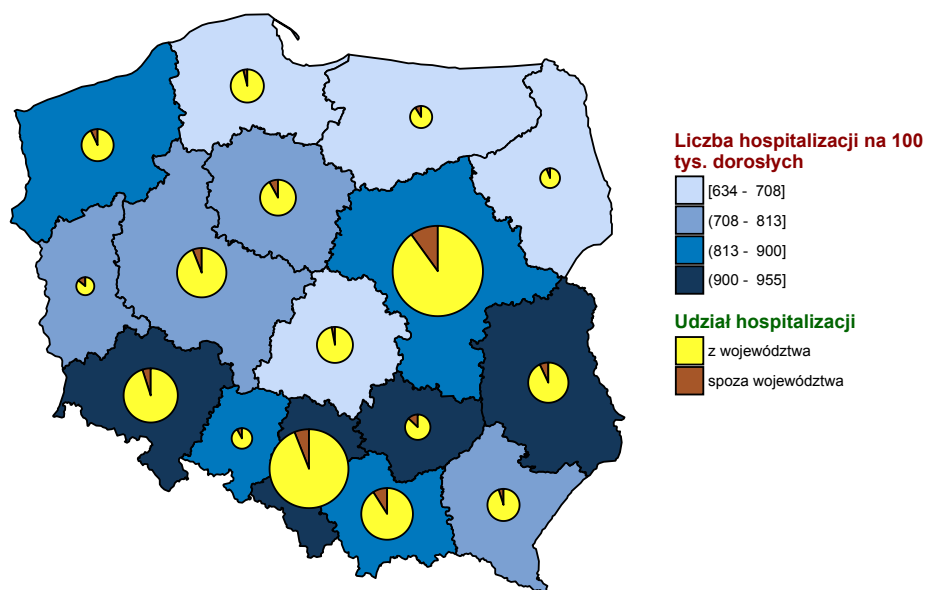 Liczba hospitalizacji na 100
tys. dorosłych
[634 - 708]
(708 - 813]
(813 - 900]
(900 - 955]
Udział hospitalizacji
z województwa
spoza województwa